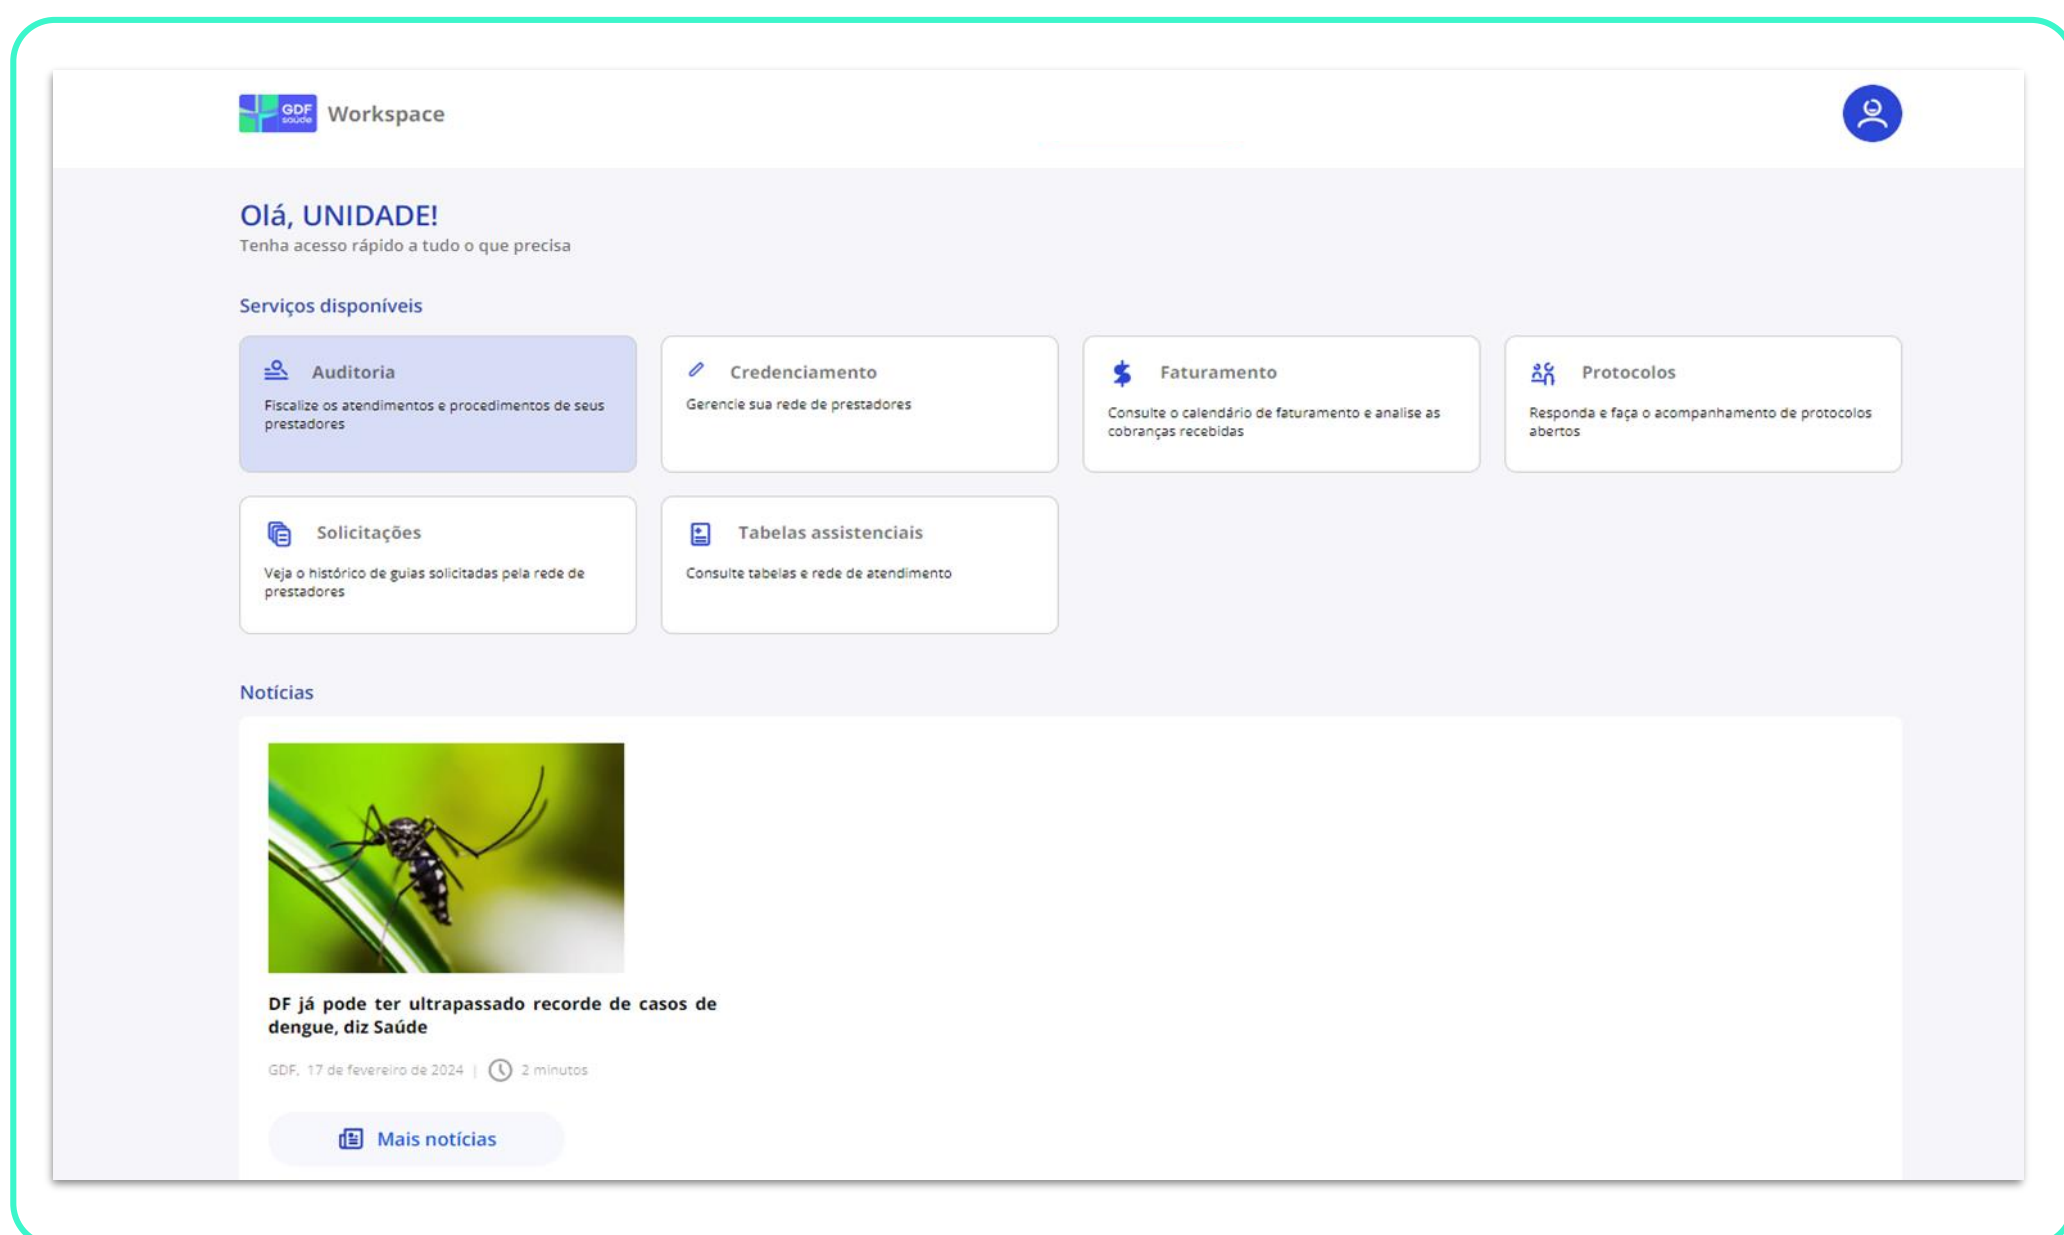 GDF
saúde
Workspace
Olá, UNIDADE!
Tenha acesso rápido a tudo o que precisa
Serviços disponíveis
Auditoria
Fiscalize os atendimentos e procedimentos de seus
prestadores
Credenciamento
Gerencie sua rede de prestadores
Faturamento
Consulte o calendário de faturamento e analise as
cobranças recebidas
Protocolos
Responda e faça o acompanhamento de protocolos
abertos
Solicitações
Veja o histórico de guias solicitadas pela rede de
prestadores
Tabelas assistenciais
Consulte tabelas e rede de atendimento
Notícias
DF já pode ter ultrapassado recorde de casos de
dengue, diz Saúde
GDF, 17 de fevereiro de 2024 | 2 minutos
Mais notícias